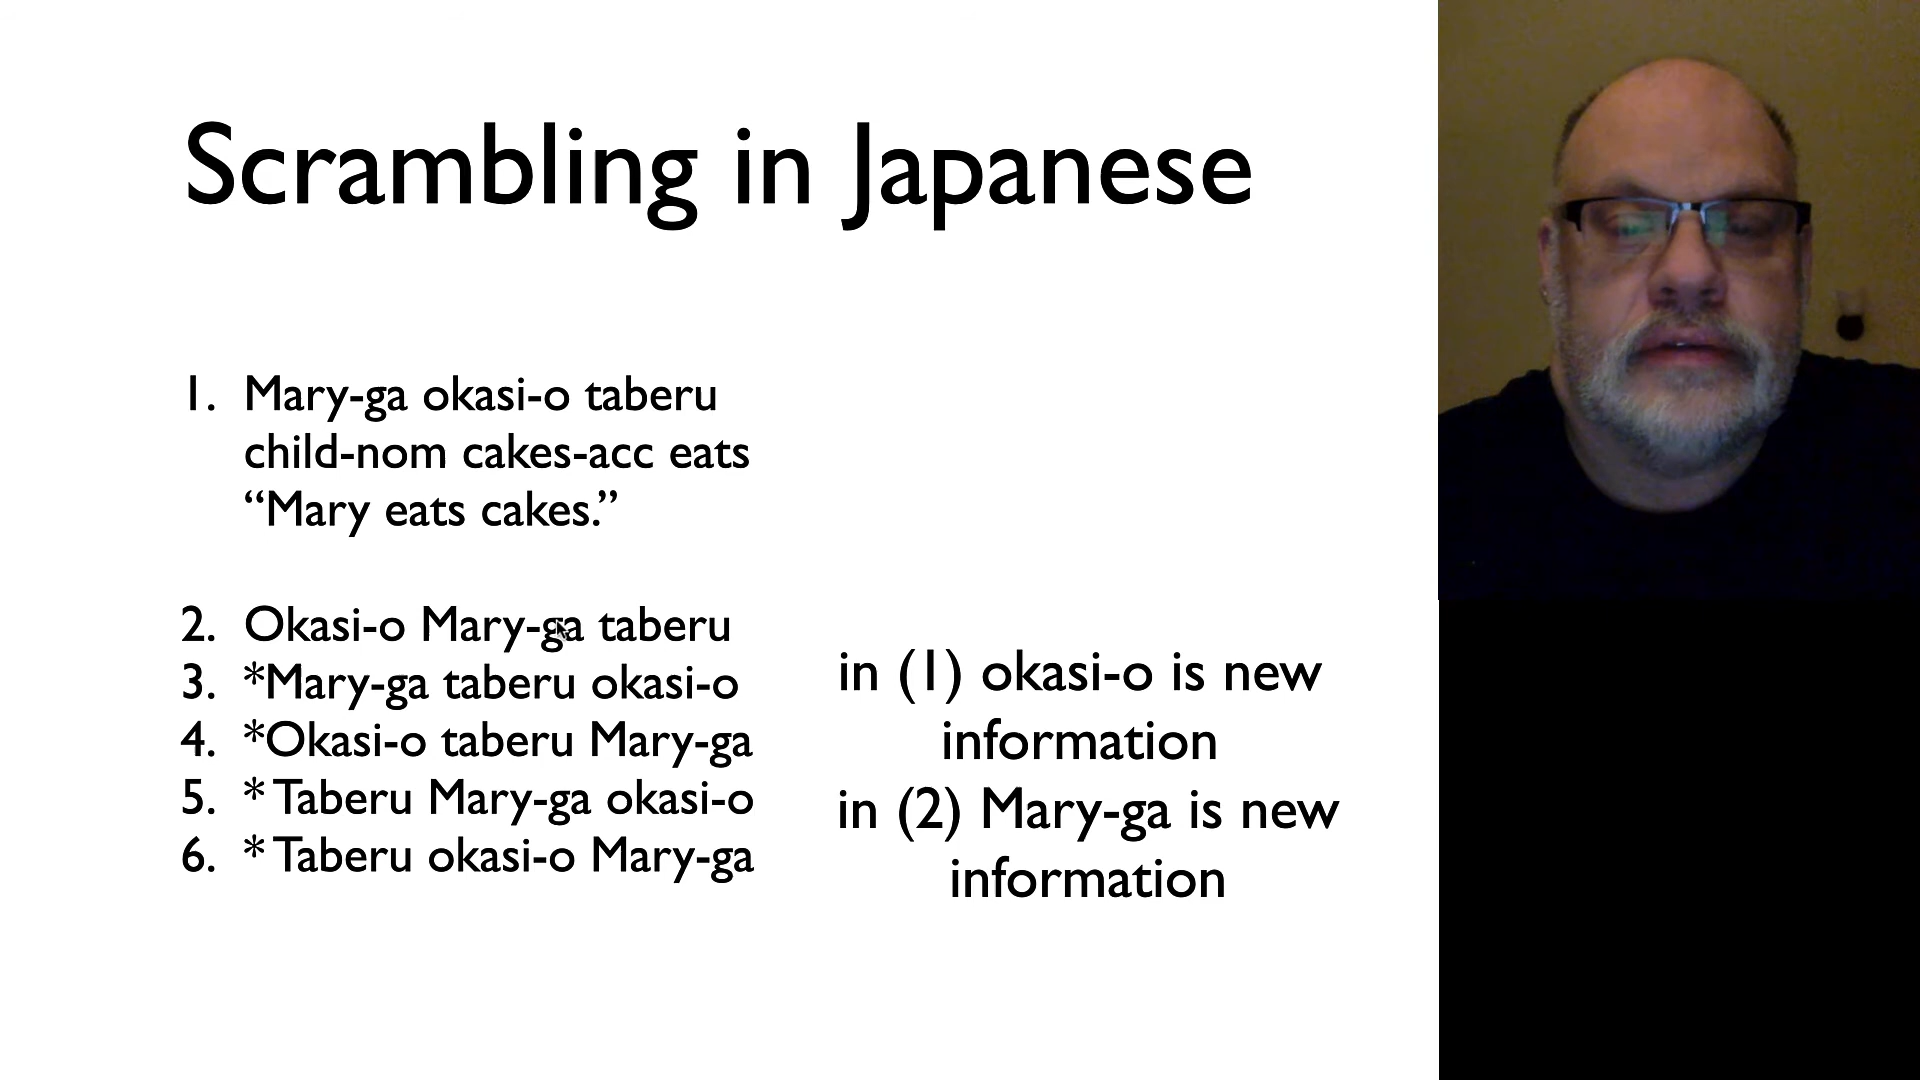 Scrambling in Japanese
1. Mary-ga okasi-o taberu
child-nom cakes-acc eats
“Mary eats cakes.”
2. Okasi-o Mary-ga taberu
3. *Mary-ga taberu okasi-o
4. *Okasi-o taberu Mary-ga
5. * Taberu Mary-ga okasi-o
6. * Taberu okasi-o Mary-ga
in (1) okasi-o is new
information
in (2) Mary-ga is new
information